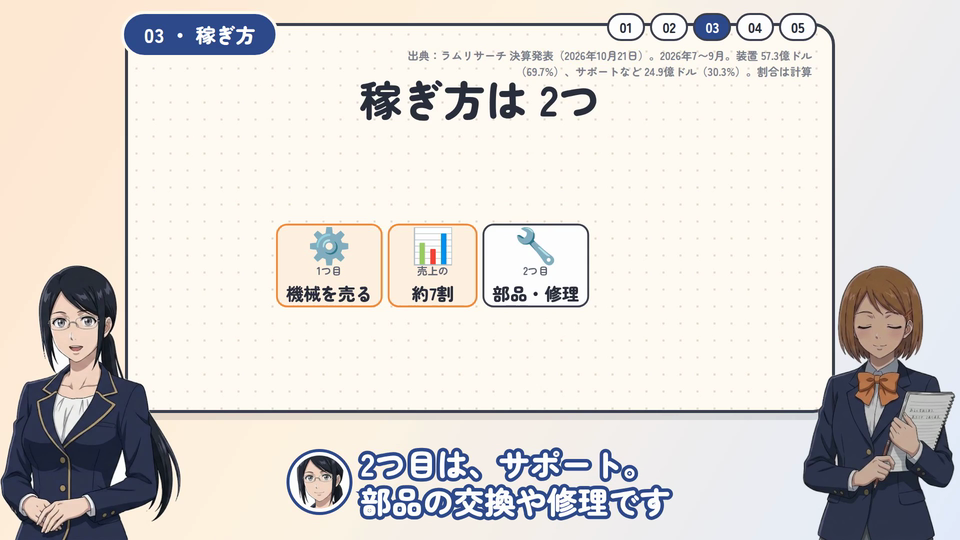 03 ・ 稼ぎ方
01 02 03 04 05
出典：ラムリサーチ 決算発表（2026年10月21日）。2026年7〜9月。装置 57.3億ドル
（69.7%）、サポートなど 24.9億ドル（30.3%）。割合は計算
稼ぎ方は 2つ
1つ目
機械を売る
売上の
約7割
2つ目
部品・修理
2つ目は、サポート。
部品の交換や修理です